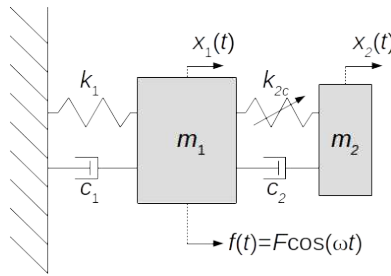 x₁(t) x₂(t)
k₁ k₂c
m₁ m₂
c₁ c₂
f(t)=Fcos(ωt)